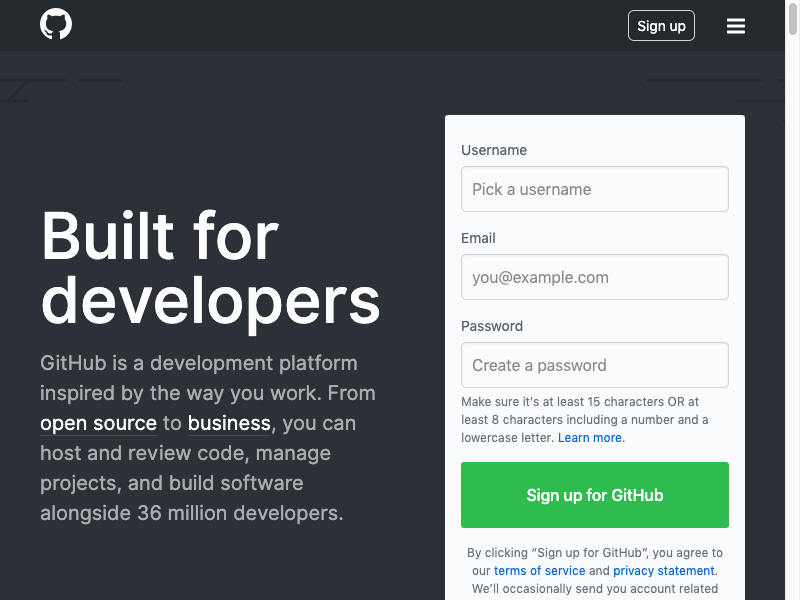 Sign up
Built for
developers
GitHub is a development platform
inspired by the way you work. From
open source to business, you can
host and review code, manage
projects, and build software
alongside 36 million developers.
Username
Pick a username
Email
you@example.com
Password
Create a password
Make sure it's at least 15 characters OR at
least 8 characters including a number and a
lowercase letter. Learn more.
Sign up for GitHub
By clicking “Sign up for GitHub”, you agree to
our terms of service and privacy statement.
We’ll occasionally send you account related